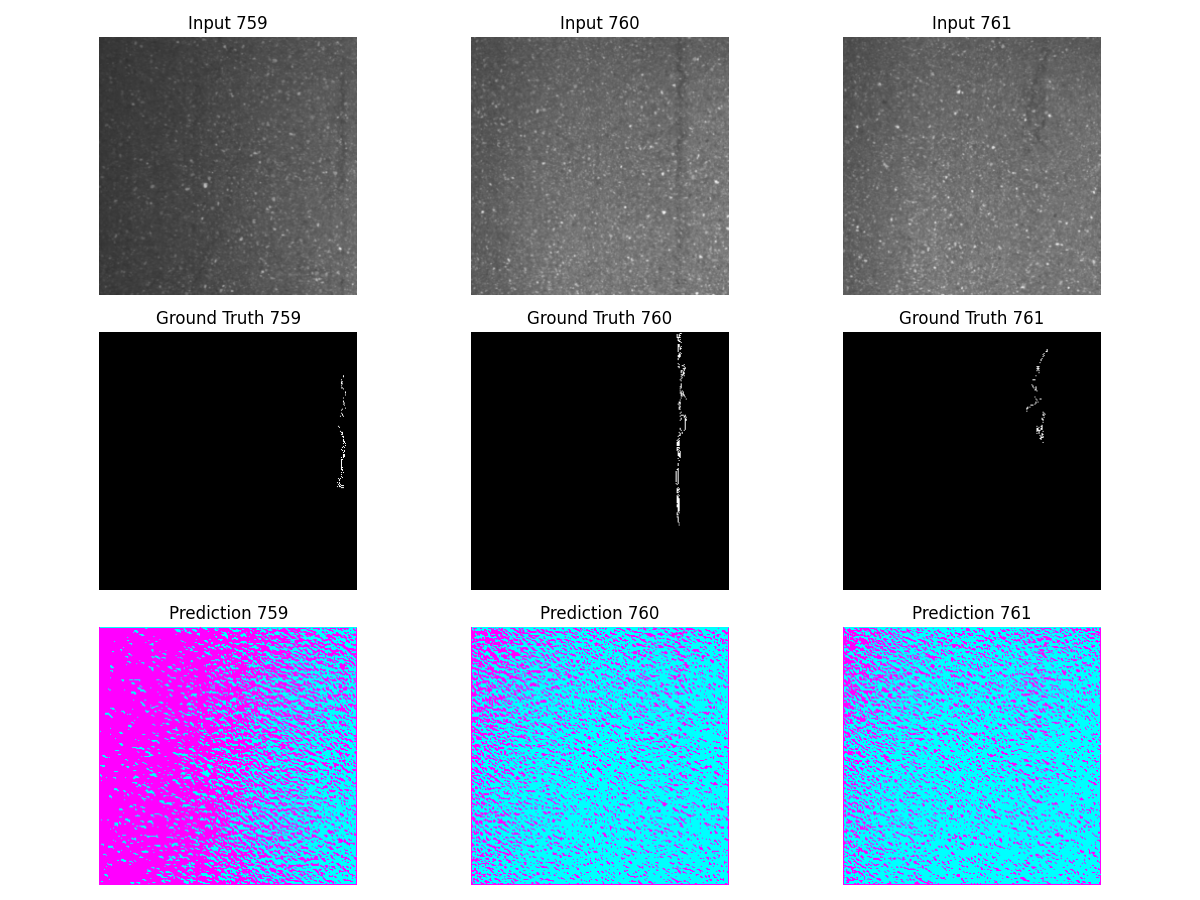 Input 759
Input 760
Input 761
Ground Truth 759
Ground Truth 760
Ground Truth 761
Prediction 759
Prediction 760
Prediction 761